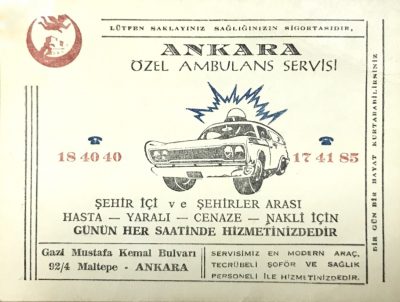 LÜTFEN SAKLAYINIZ SAĞLIĞINIZIN SİGORTASIDIR,
ANKARA
ÖZEL AMBULANS SERVİSİ
18 40 40
17 41 85
ŞEHİR İÇİ ve ŞEHİRLER ARASI
HASTA — YARALI — CENAZE — NAKLİ İÇİN
GÜNÜN HER SAATİNDE HİZMETİNİZDEDİR
Gazi Mustafa Kemal Bulvarı
92/4 Maltepe - ANKARA
SERVİSİMİZ EN MODERN ARAÇ,
TECRÜBELİ ŞOFÖR VE SAĞLIK
PERSONELİ İLE HİZMETİNİZDEDİR.
BİR GÜN BİR HAYAT KURTARABİLİRSİNİZ